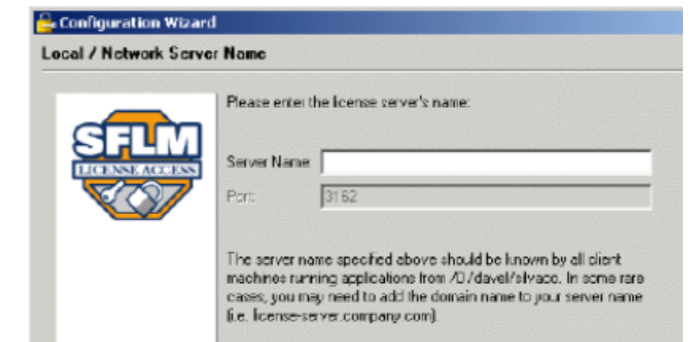 Configuration Wizard
Local / Network Server Name
Please enter the license server's name:
SFLM
LICENSE ACCESS
Server Name:
Port: 3162
The server name specified above should be known by all client
machines running applications from /D:/davel/silvaco. In some rare
cases, you may need to add the domain name to your server name
(i.e. license-server.company.com).